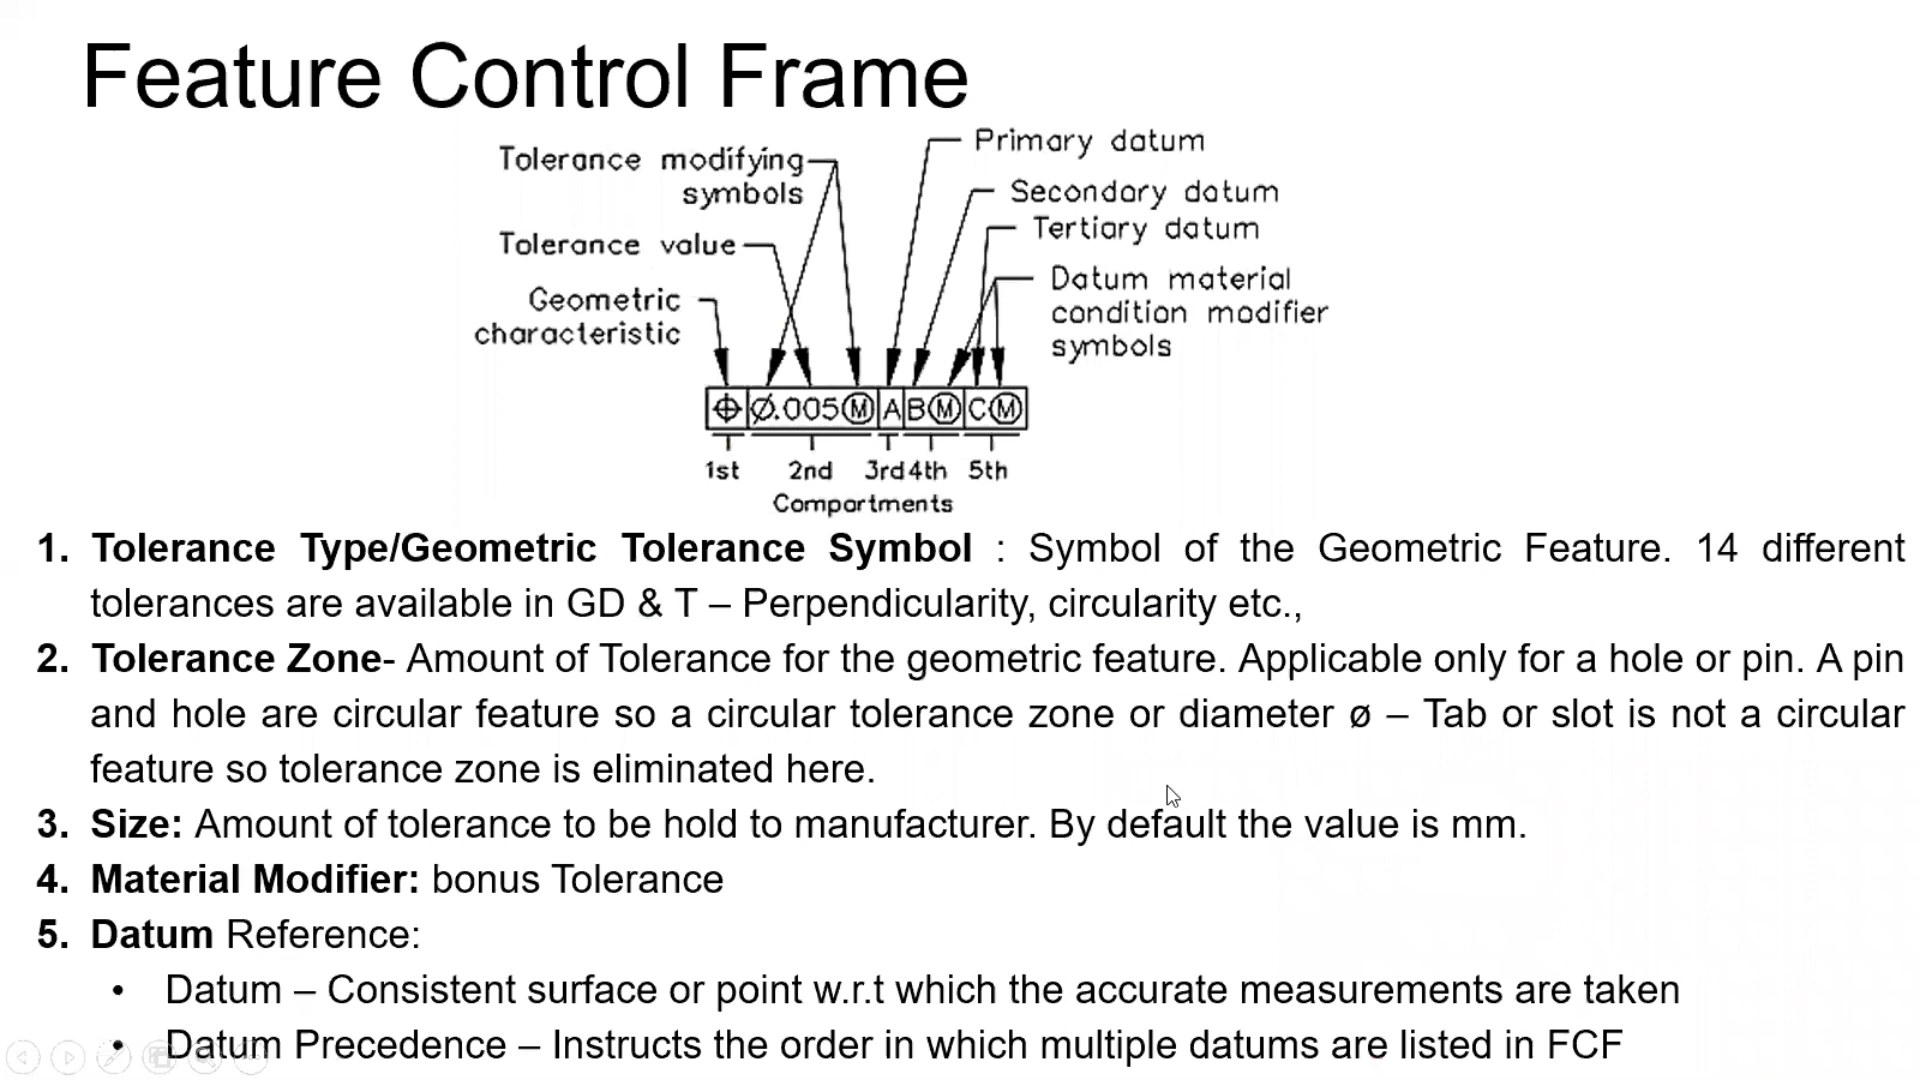 Feature Control Frame
Tolerance modifying
symbols
Tolerance value
Geometric
characteristic
Primary datum
Secondary datum
Tertiary datum
Datum material
condition modifier
symbols
⌖ Ø.005Ⓜ A BⓂ CⓂ
1st 2nd 3rd 4th 5th
Compartments
1. Tolerance Type/Geometric Tolerance Symbol : Symbol of the Geometric Feature. 14 different
tolerances are available in GD & T – Perpendicularity, circularity etc.,
2. Tolerance Zone- Amount of Tolerance for the geometric feature. Applicable only for a hole or pin. A pin
and hole are circular feature so a circular tolerance zone or diameter ø – Tab or slot is not a circular
feature so tolerance zone is eliminated here.
3. Size: Amount of tolerance to be hold to manufacturer. By default the value is mm.
4. Material Modifier: bonus Tolerance
5. Datum Reference:
• Datum – Consistent surface or point w.r.t which the accurate measurements are taken
• Datum Precedence – Instructs the order in which multiple datums are listed in FCF